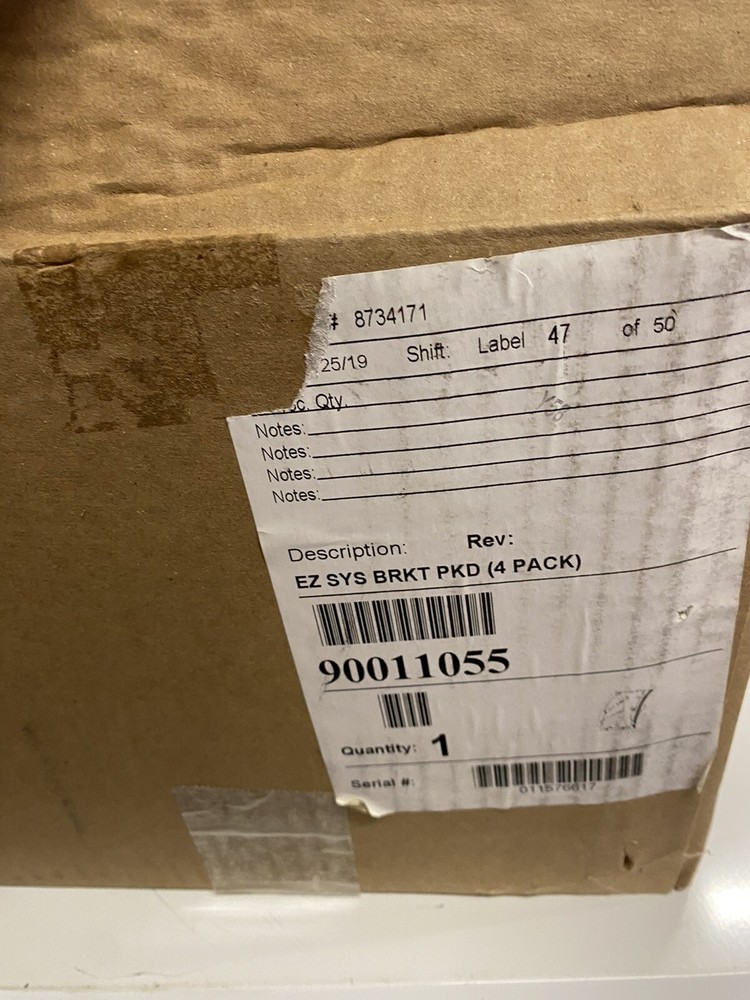 # 8734171
25/19 Shift: Label 47 of 50
c. Qty.
Notes:
Notes:
Notes:
Notes:
Description: Rev:
EZ SYS BRKT PKD (4 PACK)
90011055
Quantity: 1
Serial #:
011576617